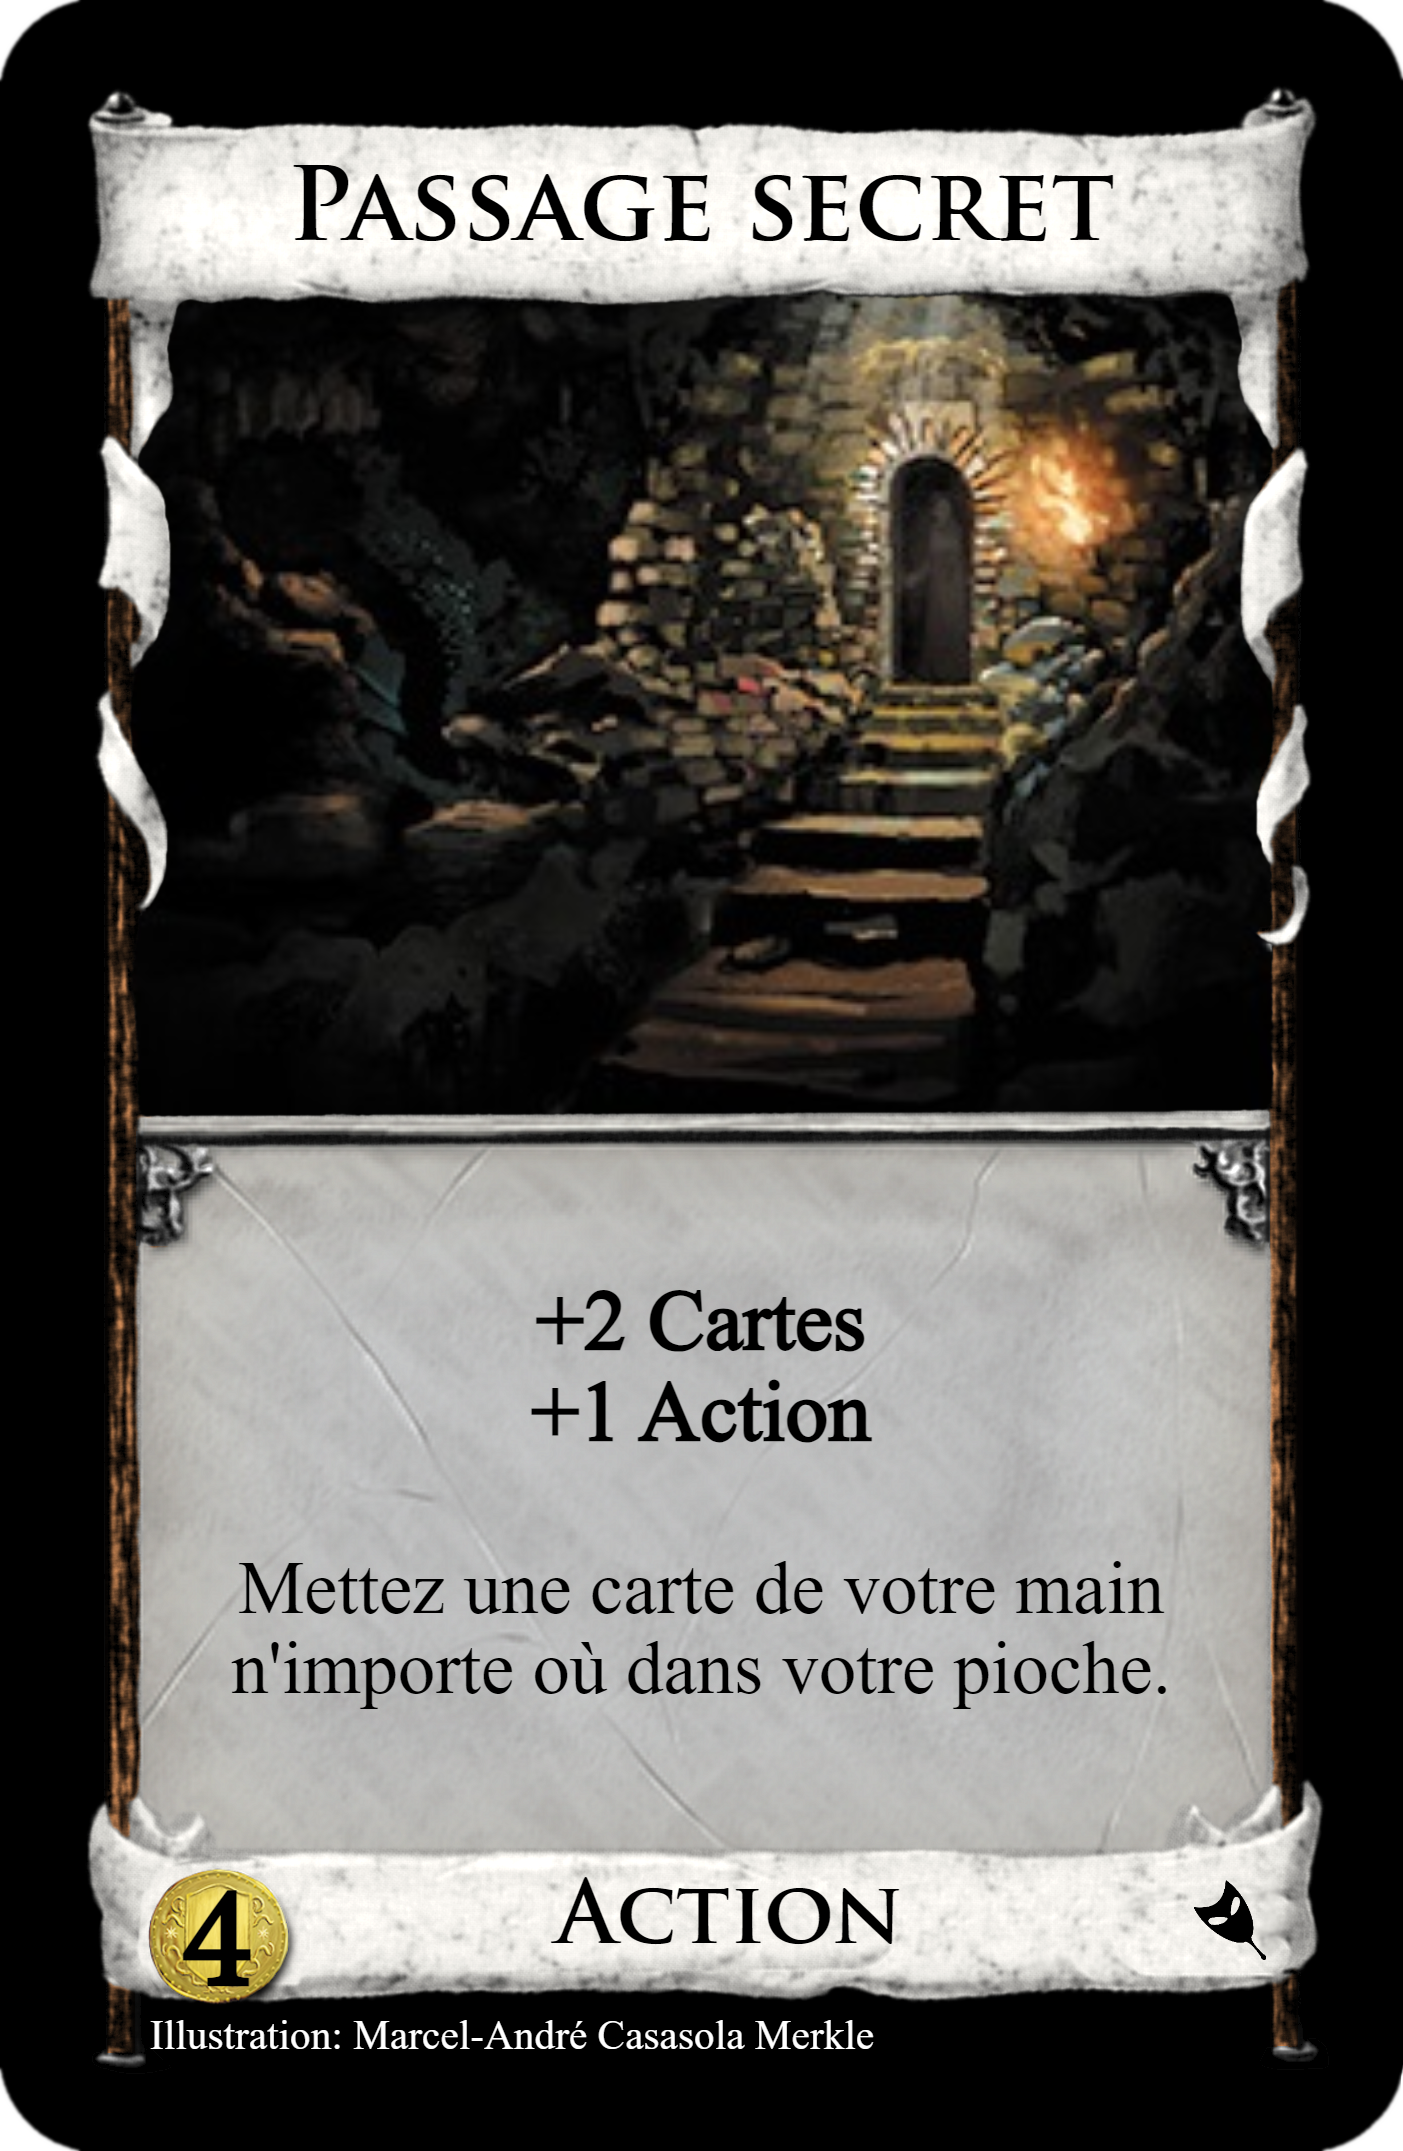 Passage secret
+2 Cartes
+1 Action
Mettez une carte de votre main
n'importe où dans votre pioche.
4
Action
Illustration: Marcel-André Casasola Merkle